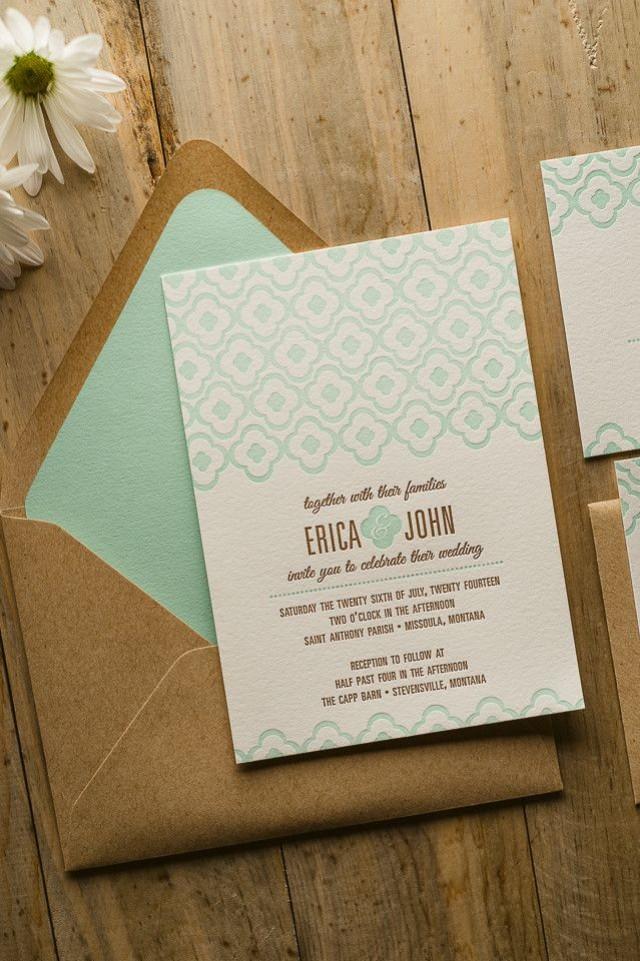 together with their families
ERICA & JOHN
invite you to celebrate their wedding
SATURDAY THE TWENTY SIXTH OF JULY, TWENTY FOURTEEN
TWO O'CLOCK IN THE AFTERNOON
SAINT ANTHONY PARISH • MISSOULA, MONTANA
RECEPTION TO FOLLOW AT
HALF PAST FOUR IN THE AFTERNOON
THE CAPP BARN • STEVENSVILLE, MONTANA